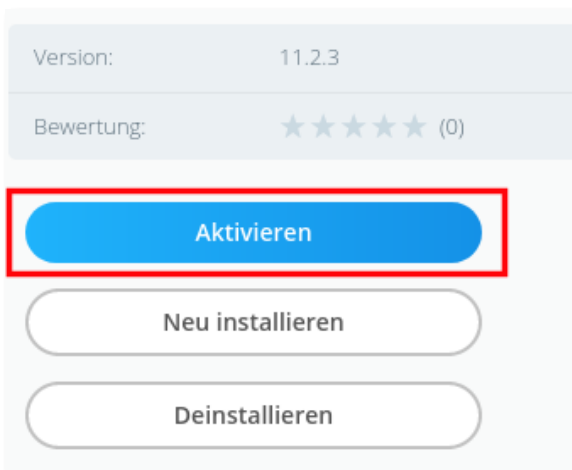 Version: 11.2.3
Bewertung: (0)
Aktivieren
Neu installieren
Deinstallieren